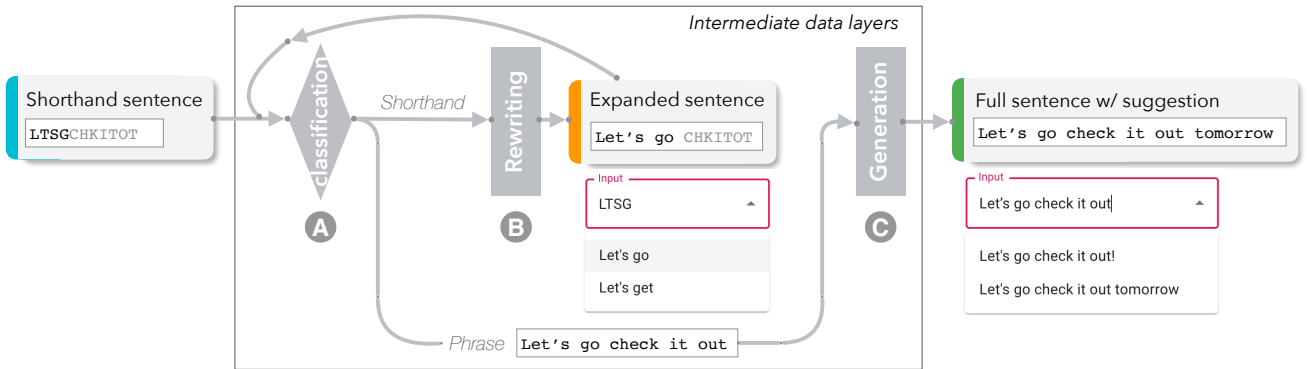 Intermediate data layers
Shorthand sentence
LTSGCHKITOT
classification
A
Shorthand
Rewriting
B
Expanded sentence
Let's go CHKITOT
Input
LTSG
Let's go
Let's get
Phrase
Let's go check it out
Generation
C
Full sentence w/ suggestion
Let's go check it out tomorrow
Input
Let's go check it out
Let's go check it out!
Let's go check it out tomorrow